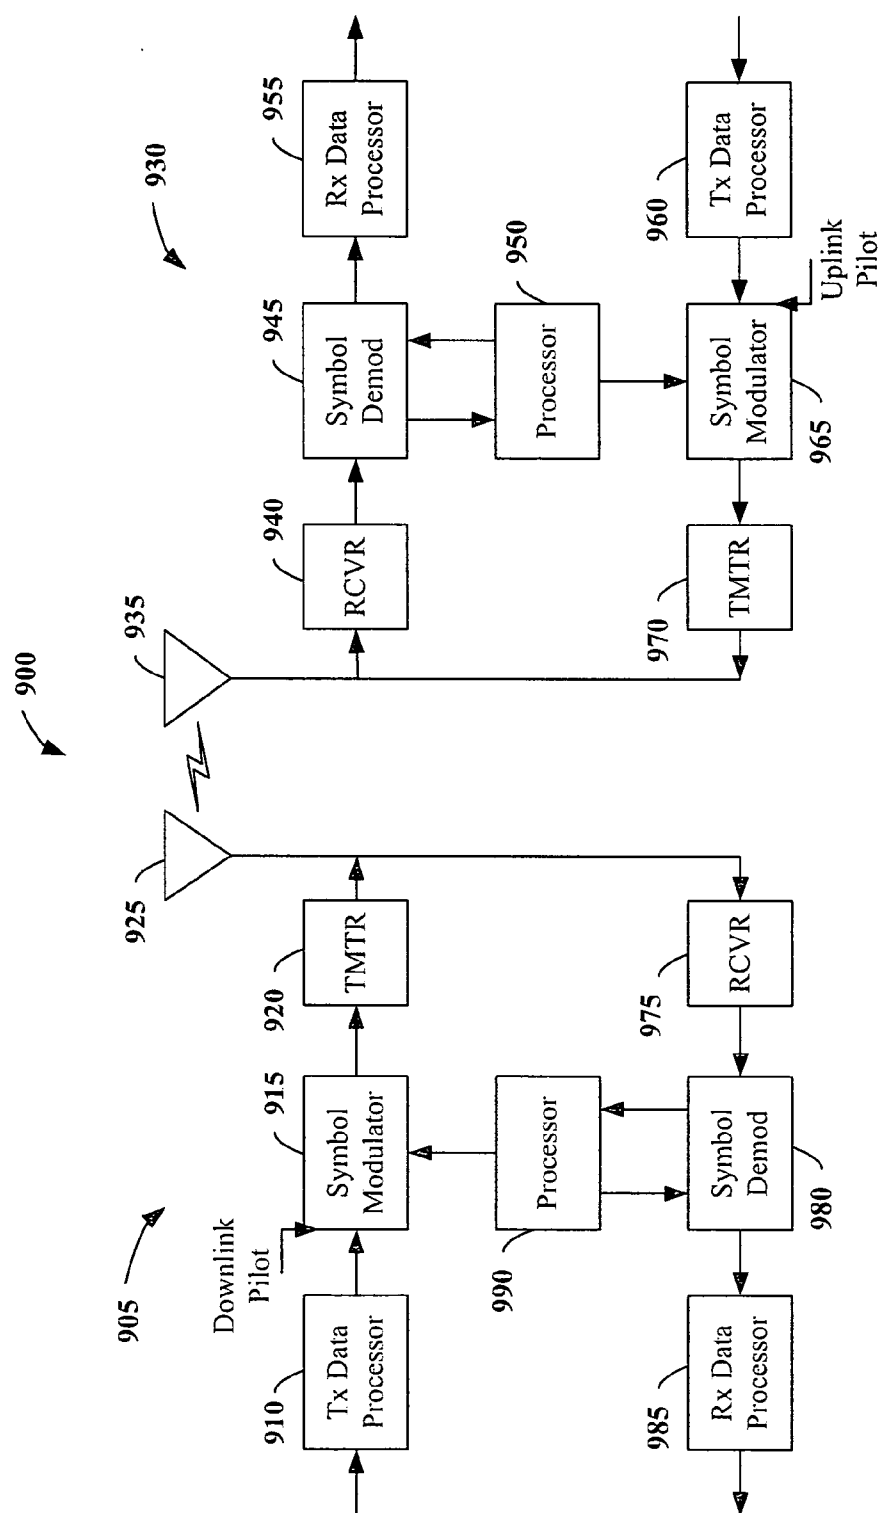 900
905
930
925
935
Downlink
Pilot
910
Tx Data
Processor
915
Symbol
Modulator
920
TMTR
940
RCVR
945
Symbol
Demod
955
Rx Data
Processor
990
Processor
950
Processor
985
Rx Data
Processor
980
Symbol
Demod
975
RCVR
970
TMTR
965
Symbol
Modulator
960
Tx Data
Processor
Uplink
Pilot